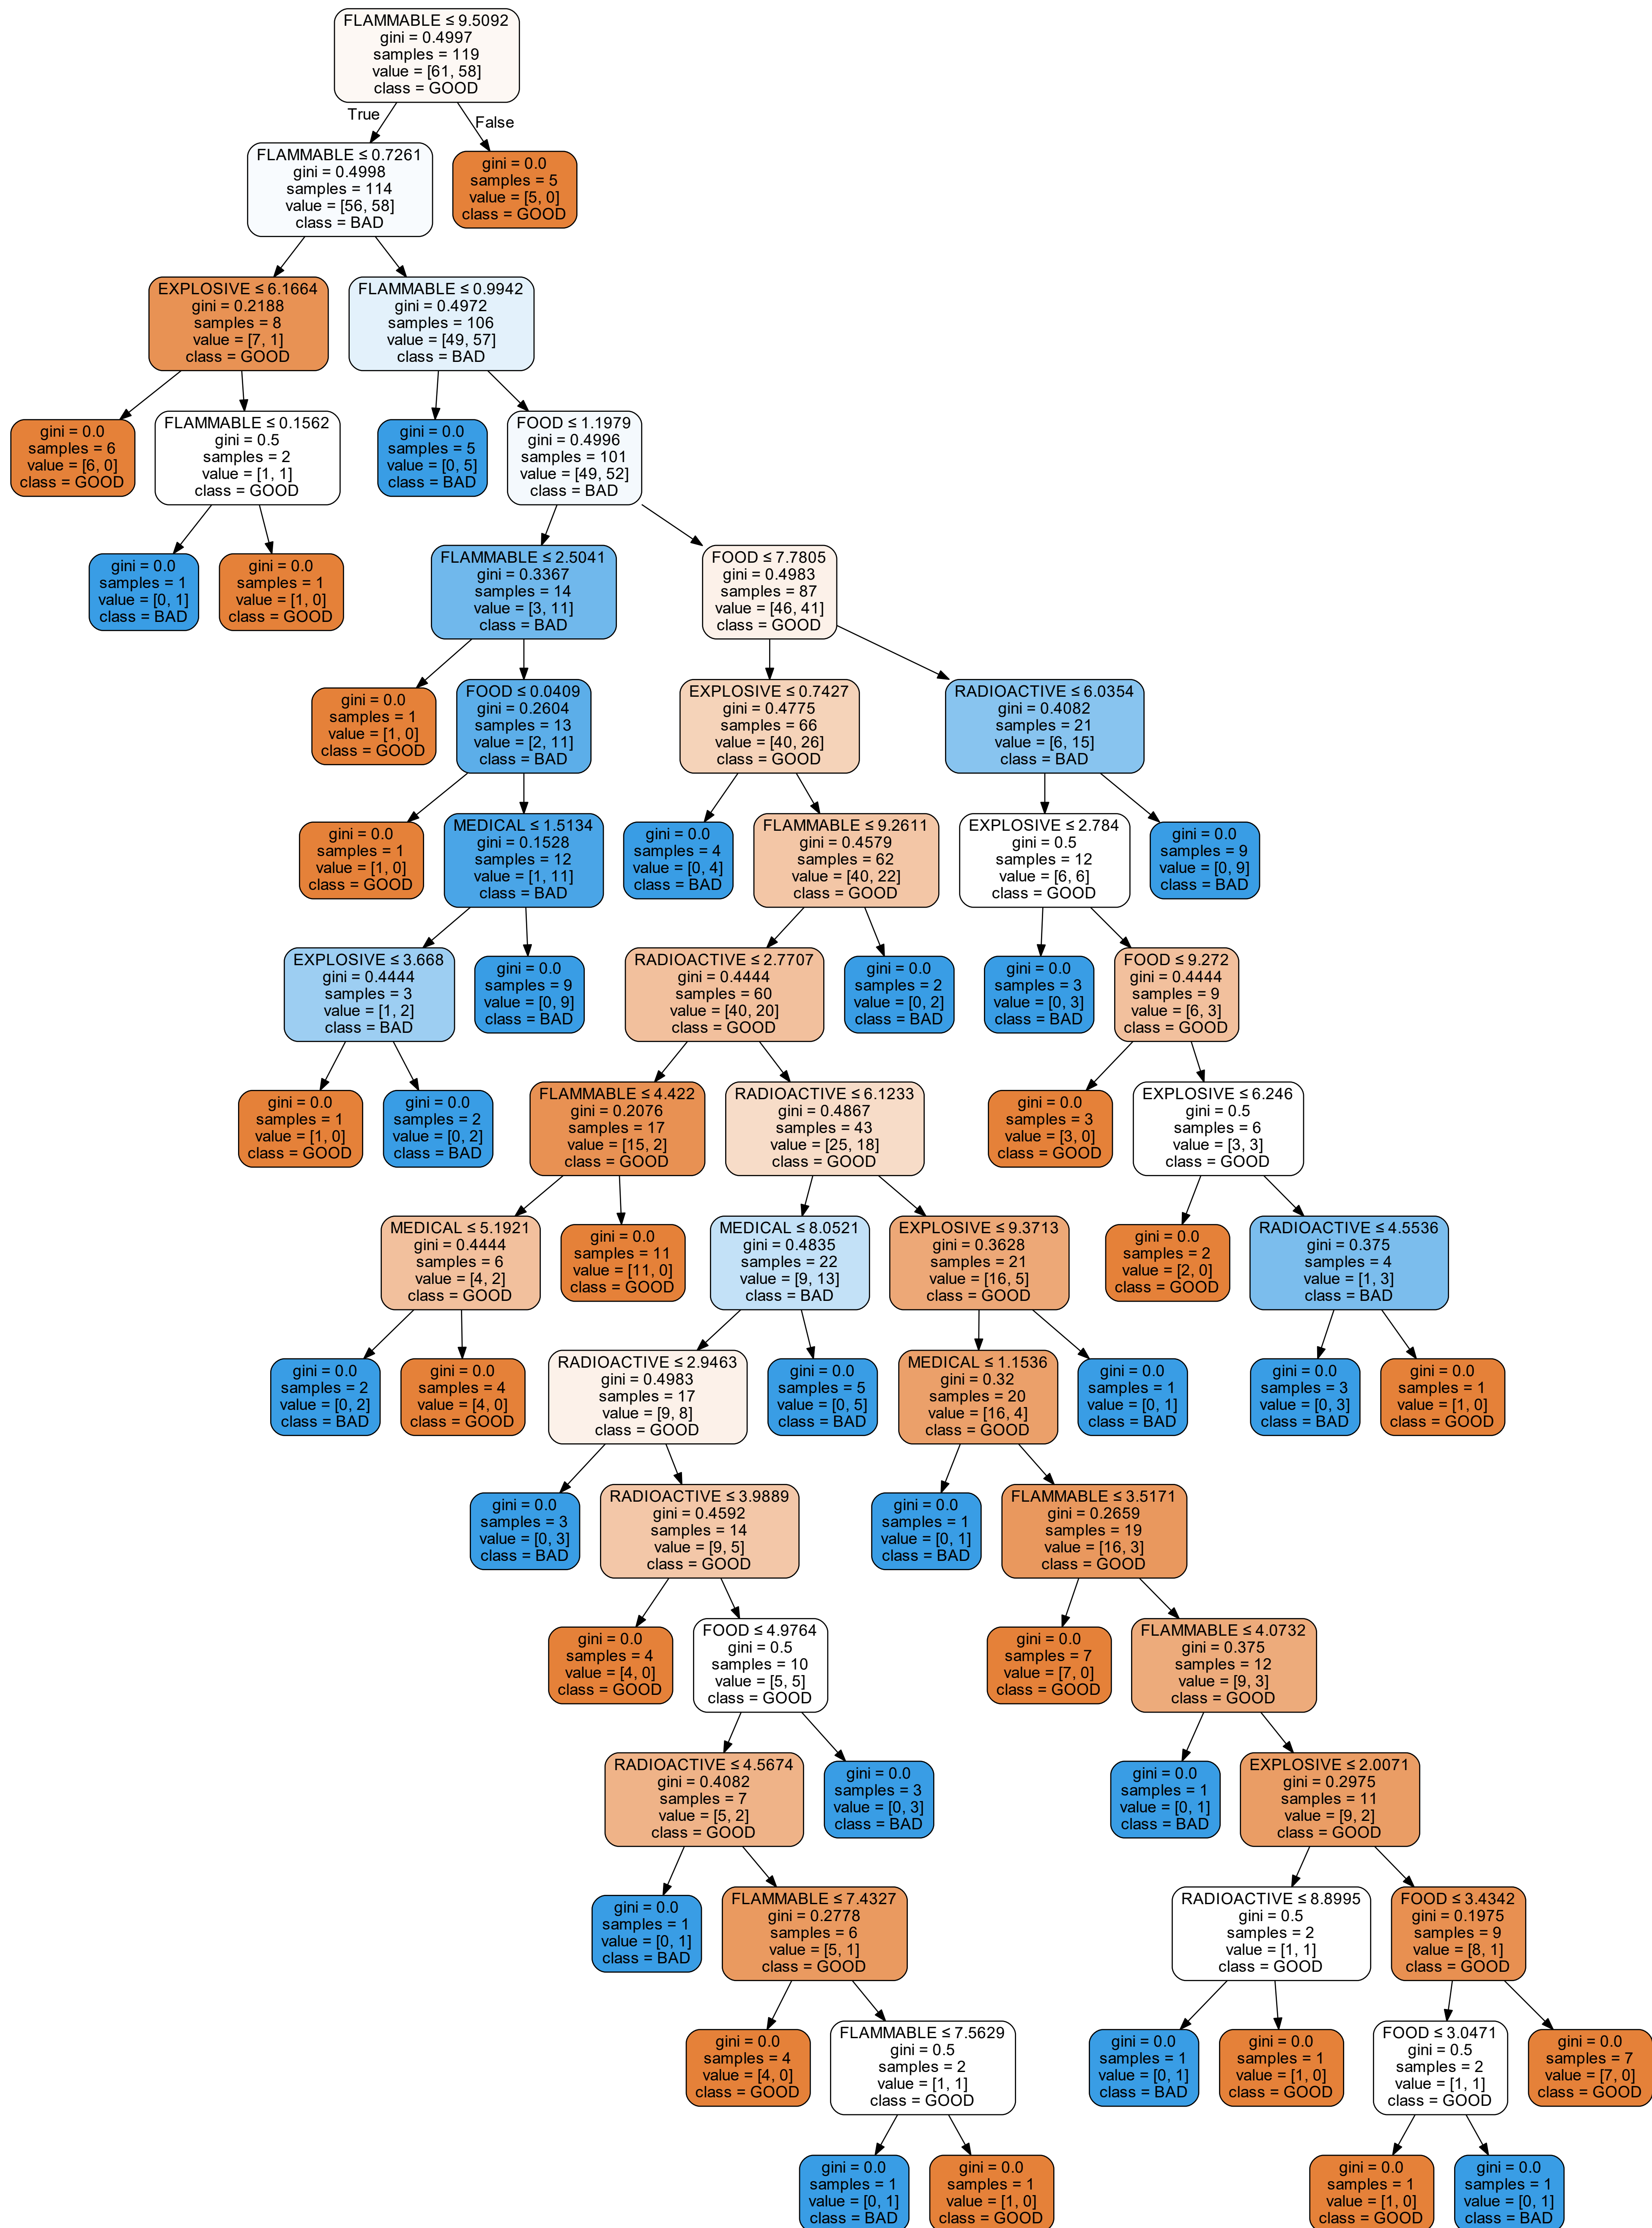 FLAMMABLE ≤ 9.5092
gini = 0.4997
samples = 119
value = [61, 58]
class = GOOD
True
False
FLAMMABLE ≤ 0.7261
gini = 0.4998
samples = 114
value = [56, 58]
class = BAD
gini = 0.0
samples = 5
value = [5, 0]
class = GOOD
EXPLOSIVE ≤ 6.1664
gini = 0.2188
samples = 8
value = [7, 1]
class = GOOD
FLAMMABLE ≤ 0.9942
gini = 0.4972
samples = 106
value = [49, 57]
class = BAD
gini = 0.0
samples = 6
value = [6, 0]
class = GOOD
FLAMMABLE ≤ 0.1562
gini = 0.5
samples = 2
value = [1, 1]
class = GOOD
gini = 0.0
samples = 5
value = [0, 5]
class = BAD
FOOD ≤ 1.1979
gini = 0.4996
samples = 101
value = [49, 52]
class = BAD
gini = 0.0
samples = 1
value = [0, 1]
class = BAD
gini = 0.0
samples = 1
value = [1, 0]
class = GOOD
FLAMMABLE ≤ 2.5041
gini = 0.3367
samples = 14
value = [3, 11]
class = BAD
FOOD ≤ 7.7805
gini = 0.4983
samples = 87
value = [46, 41]
class = GOOD
gini = 0.0
samples = 1
value = [1, 0]
class = GOOD
FOOD ≤ 0.0409
gini = 0.2604
samples = 13
value = [2, 11]
class = BAD
EXPLOSIVE ≤ 0.7427
gini = 0.4775
samples = 66
value = [40, 26]
class = GOOD
RADIOACTIVE ≤ 6.0354
gini = 0.4082
samples = 21
value = [6, 15]
class = BAD
gini = 0.0
samples = 1
value = [1, 0]
class = GOOD
MEDICAL ≤ 1.5134
gini = 0.1528
samples = 12
value = [1, 11]
class = BAD
gini = 0.0
samples = 4
value = [0, 4]
class = BAD
FLAMMABLE ≤ 9.2611
gini = 0.4579
samples = 62
value = [40, 22]
class = GOOD
EXPLOSIVE ≤ 2.784
gini = 0.5
samples = 12
value = [6, 6]
class = GOOD
gini = 0.0
samples = 9
value = [0, 9]
class = BAD
EXPLOSIVE ≤ 3.668
gini = 0.4444
samples = 3
value = [1, 2]
class = BAD
gini = 0.0
samples = 9
value = [0, 9]
class = BAD
RADIOACTIVE ≤ 2.7707
gini = 0.4444
samples = 60
value = [40, 20]
class = GOOD
gini = 0.0
samples = 2
value = [0, 2]
class = BAD
gini = 0.0
samples = 3
value = [0, 3]
class = BAD
FOOD ≤ 9.272
gini = 0.4444
samples = 9
value = [6, 3]
class = GOOD
gini = 0.0
samples = 1
value = [1, 0]
class = GOOD
gini = 0.0
samples = 2
value = [0, 2]
class = BAD
FLAMMABLE ≤ 4.422
gini = 0.2076
samples = 17
value = [15, 2]
class = GOOD
RADIOACTIVE ≤ 6.1233
gini = 0.4867
samples = 43
value = [25, 18]
class = GOOD
gini = 0.0
samples = 3
value = [3, 0]
class = GOOD
EXPLOSIVE ≤ 6.246
gini = 0.5
samples = 6
value = [3, 3]
class = GOOD
MEDICAL ≤ 5.1921
gini = 0.4444
samples = 6
value = [4, 2]
class = GOOD
gini = 0.0
samples = 11
value = [11, 0]
class = GOOD
MEDICAL ≤ 8.0521
gini = 0.4835
samples = 22
value = [9, 13]
class = BAD
EXPLOSIVE ≤ 9.3713
gini = 0.3628
samples = 21
value = [16, 5]
class = GOOD
gini = 0.0
samples = 2
value = [2, 0]
class = GOOD
RADIOACTIVE ≤ 4.5536
gini = 0.375
samples = 4
value = [1, 3]
class = BAD
gini = 0.0
samples = 2
value = [0, 2]
class = BAD
gini = 0.0
samples = 4
value = [4, 0]
class = GOOD
RADIOACTIVE ≤ 2.9463
gini = 0.4983
samples = 17
value = [9, 8]
class = GOOD
gini = 0.0
samples = 5
value = [0, 5]
class = BAD
MEDICAL ≤ 1.1536
gini = 0.32
samples = 20
value = [16, 4]
class = GOOD
gini = 0.0
samples = 1
value = [0, 1]
class = BAD
gini = 0.0
samples = 3
value = [0, 3]
class = BAD
gini = 0.0
samples = 1
value = [1, 0]
class = GOOD
gini = 0.0
samples = 3
value = [0, 3]
class = BAD
RADIOACTIVE ≤ 3.9889
gini = 0.4592
samples = 14
value = [9, 5]
class = GOOD
gini = 0.0
samples = 1
value = [0, 1]
class = BAD
FLAMMABLE ≤ 3.5171
gini = 0.2659
samples = 19
value = [16, 3]
class = GOOD
gini = 0.0
samples = 4
value = [4, 0]
class = GOOD
FOOD ≤ 4.9764
gini = 0.5
samples = 10
value = [5, 5]
class = GOOD
gini = 0.0
samples = 7
value = [7, 0]
class = GOOD
FLAMMABLE ≤ 4.0732
gini = 0.375
samples = 12
value = [9, 3]
class = GOOD
RADIOACTIVE ≤ 4.5674
gini = 0.4082
samples = 7
value = [5, 2]
class = GOOD
gini = 0.0
samples = 3
value = [0, 3]
class = BAD
gini = 0.0
samples = 1
value = [0, 1]
class = BAD
EXPLOSIVE ≤ 2.0071
gini = 0.2975
samples = 11
value = [9, 2]
class = GOOD
gini = 0.0
samples = 1
value = [0, 1]
class = BAD
FLAMMABLE ≤ 7.4327
gini = 0.2778
samples = 6
value = [5, 1]
class = GOOD
RADIOACTIVE ≤ 8.8995
gini = 0.5
samples = 2
value = [1, 1]
class = GOOD
FOOD ≤ 3.4342
gini = 0.1975
samples = 9
value = [8, 1]
class = GOOD
gini = 0.0
samples = 4
value = [4, 0]
class = GOOD
FLAMMABLE ≤ 7.5629
gini = 0.5
samples = 2
value = [1, 1]
class = GOOD
gini = 0.0
samples = 1
value = [0, 1]
class = BAD
gini = 0.0
samples = 1
value = [1, 0]
class = GOOD
FOOD ≤ 3.0471
gini = 0.5
samples = 2
value = [1, 1]
class = GOOD
gini = 0.0
samples = 7
value = [7, 0]
class = GOOD
gini = 0.0
samples = 1
value = [0, 1]
class = BAD
gini = 0.0
samples = 1
value = [1, 0]
class = GOOD
gini = 0.0
samples = 1
value = [1, 0]
class = GOOD
gini = 0.0
samples = 1
value = [0, 1]
class = BAD